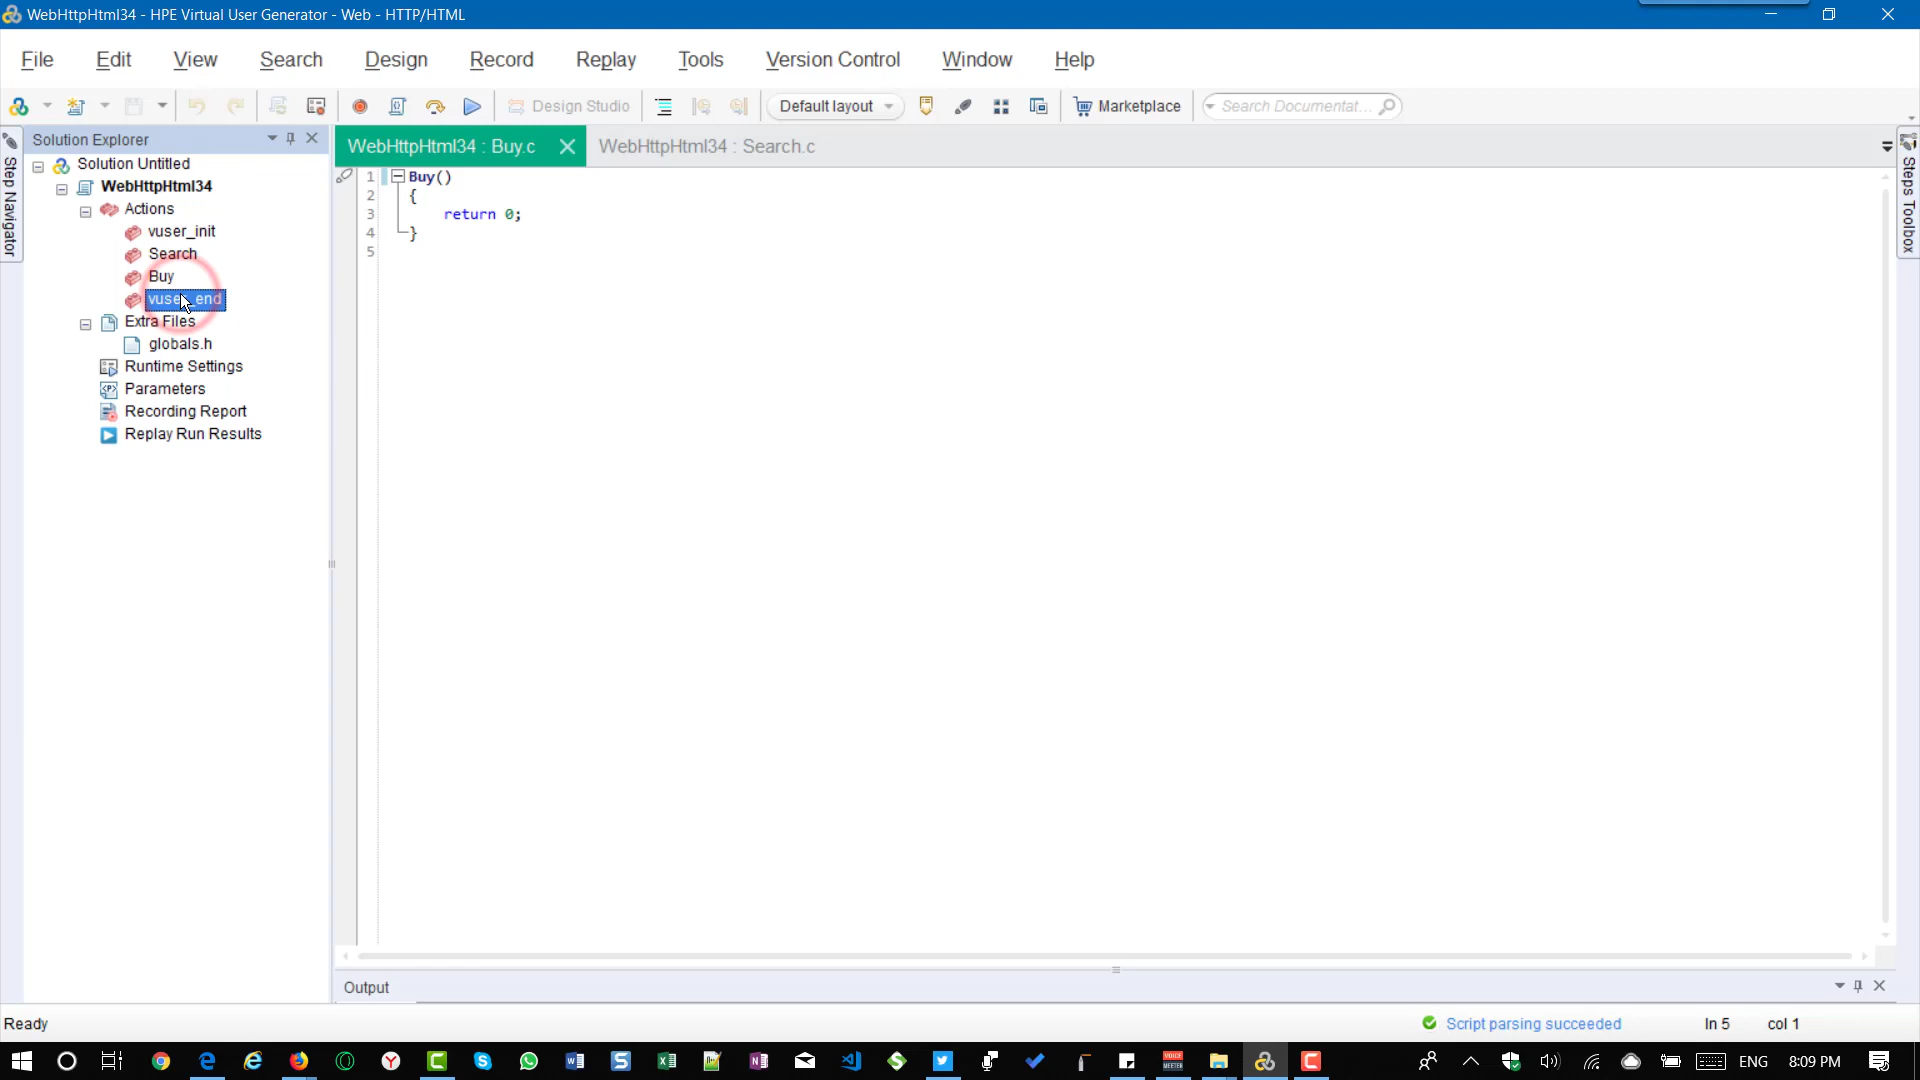 WebHttpHtml34 - HPE Virtual User Generator - Web - HTTP/HTML
File Edit View Search Design Record Replay Tools Version Control Window Help
Design Studio Default layout Marketplace Search Documentat...
Step Navigator
Solution Explorer
Solution Untitled
WebHttpHtml34
Actions
vuser_init
Search
Buy
vuser_end
Extra Files
globals.h
Runtime Settings
Parameters
Recording Report
Replay Run Results
WebHttpHtml34 : Buy.c WebHttpHtml34 : Search.c
1 Buy()
2 {
3 return 0;
4 }
5
Steps Toolbox
Output
Ready Script parsing succeeded ln 5 col 1
ENG 8:09 PM